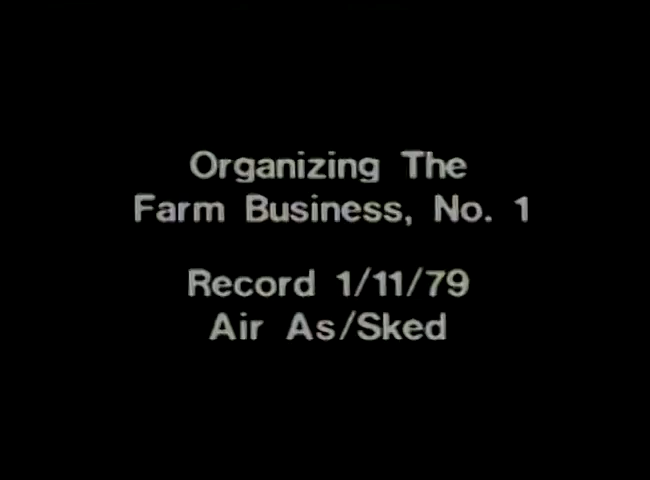 Organizing The
Farm Business, No. 1
Record 1/11/79
Air As/Sked